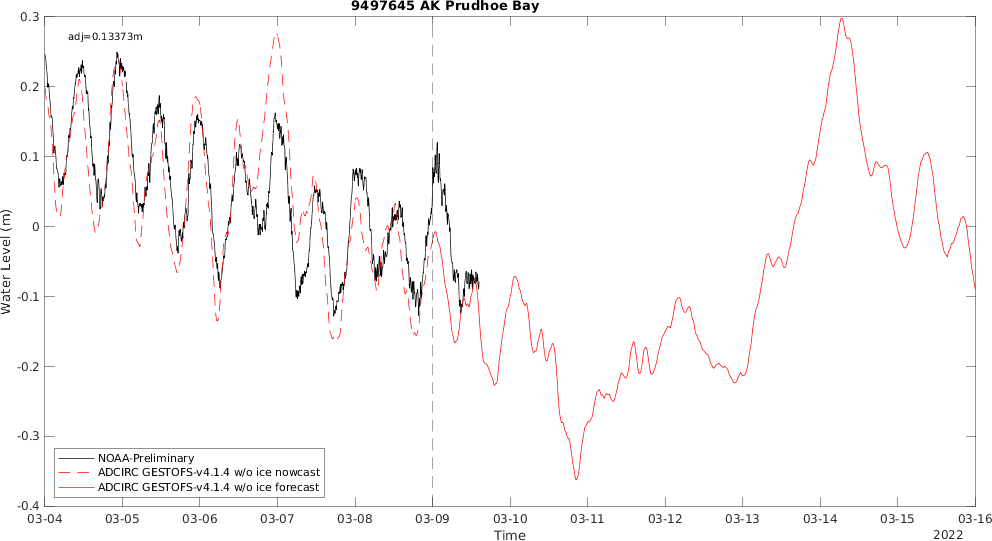 9497645 AK Prudhoe Bay
adj=0.13373m
0.3
0.2
0.1
0
-0.1
-0.2
-0.3
-0.4
Water Level (m)
NOAA-Preliminary
ADCIRC GESTOFS-v4.1.4 w/o ice nowcast
ADCIRC GESTOFS-v4.1.4 w/o ice forecast
03-04 03-05 03-06 03-07 03-08 03-09 03-10 03-11 03-12 03-13 03-14 03-15 03-16
Time
2022